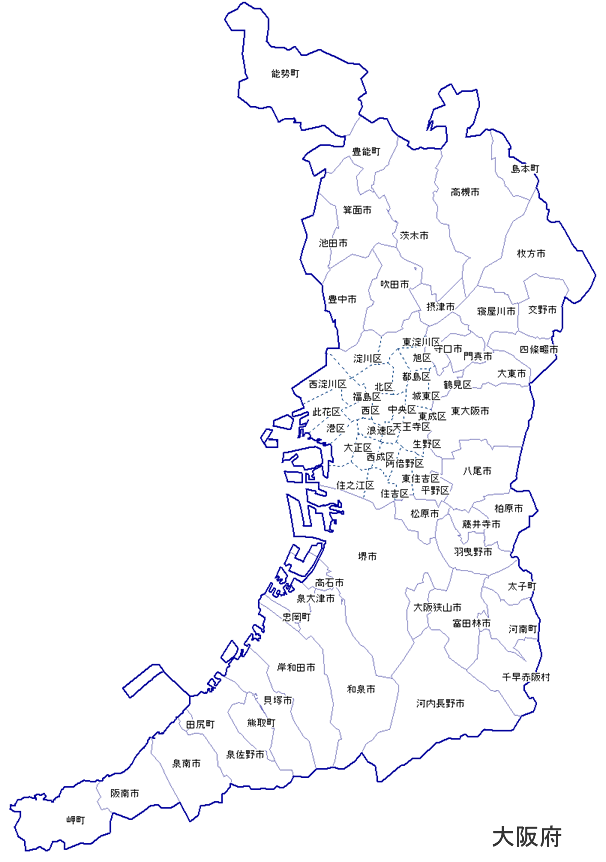 能勢町
豊能町
島本町
高槻市
箕面市
茨木市
池田市
枚方市
吹田市
豊中市
摂津市
寝屋川市
交野市
東淀川区
守口市
四條畷市
淀川区
旭区
門真市
大東市
都島区
西淀川区
北区
鶴見区
福島区
城東区
此花区
西区
中央区
東成区
東大阪市
港区
浪速区
天王寺区
大正区
生野区
西成区
阿倍野区
八尾市
東住吉区
住之江区
住吉区
平野区
柏原市
松原市
藤井寺市
羽曳野市
堺市
高石市
太子町
泉大津市
大阪狭山市
忠岡町
富田林市
河南町
岸和田市
千早赤阪村
和泉市
貝塚市
河内長野市
田尻町
熊取町
泉佐野市
泉南市
阪南市
岬町
大阪府